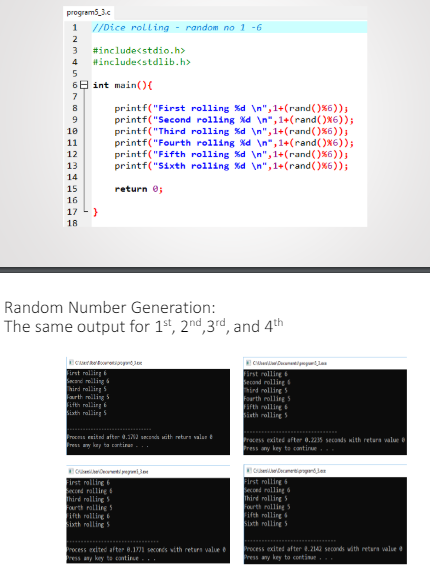 program5_3.c
1 //Dice rolling - random no 1 -6
2
3 #include<stdio.h>
4 #include<stdlib.h>
5
6 int main(){
7
8 printf("First rolling %d \n",1+(rand()%6));
9 printf("Second rolling %d \n",1+(rand()%6));
10 printf("Third rolling %d \n",1+(rand()%6));
11 printf("Fourth rolling %d \n",1+(rand()%6));
12 printf("Fifth rolling %d \n",1+(rand()%6));
13 printf("Sixth rolling %d \n",1+(rand()%6));
14
15 return 0;
16
17 }
18
Random Number Generation:
The same output for 1st, 2nd,3rd, and 4th
C:\Users\User\Documents\program5_3.exe
First rolling 6
Second rolling 6
Third rolling 5
Fourth rolling 5
Fifth rolling 6
Sixth rolling 5
Process exited after 0.1702 seconds with return value 0
Press any key to continue . . .
C:\Users\User\Documents\program5_3.exe
First rolling 6
Second rolling 6
Third rolling 5
Fourth rolling 5
Fifth rolling 6
Sixth rolling 5
Process exited after 0.2235 seconds with return value 0
Press any key to continue . . .
C:\Users\User\Documents\program5_3.exe
First rolling 6
Second rolling 6
Third rolling 5
Fourth rolling 5
Fifth rolling 6
Sixth rolling 5
Process exited after 0.1771 seconds with return value 0
Press any key to continue . . .
C:\Users\User\Documents\program5_3.exe
First rolling 6
Second rolling 6
Third rolling 5
Fourth rolling 5
Fifth rolling 6
Sixth rolling 5
Process exited after 0.2142 seconds with return value 0
Press any key to continue . . .